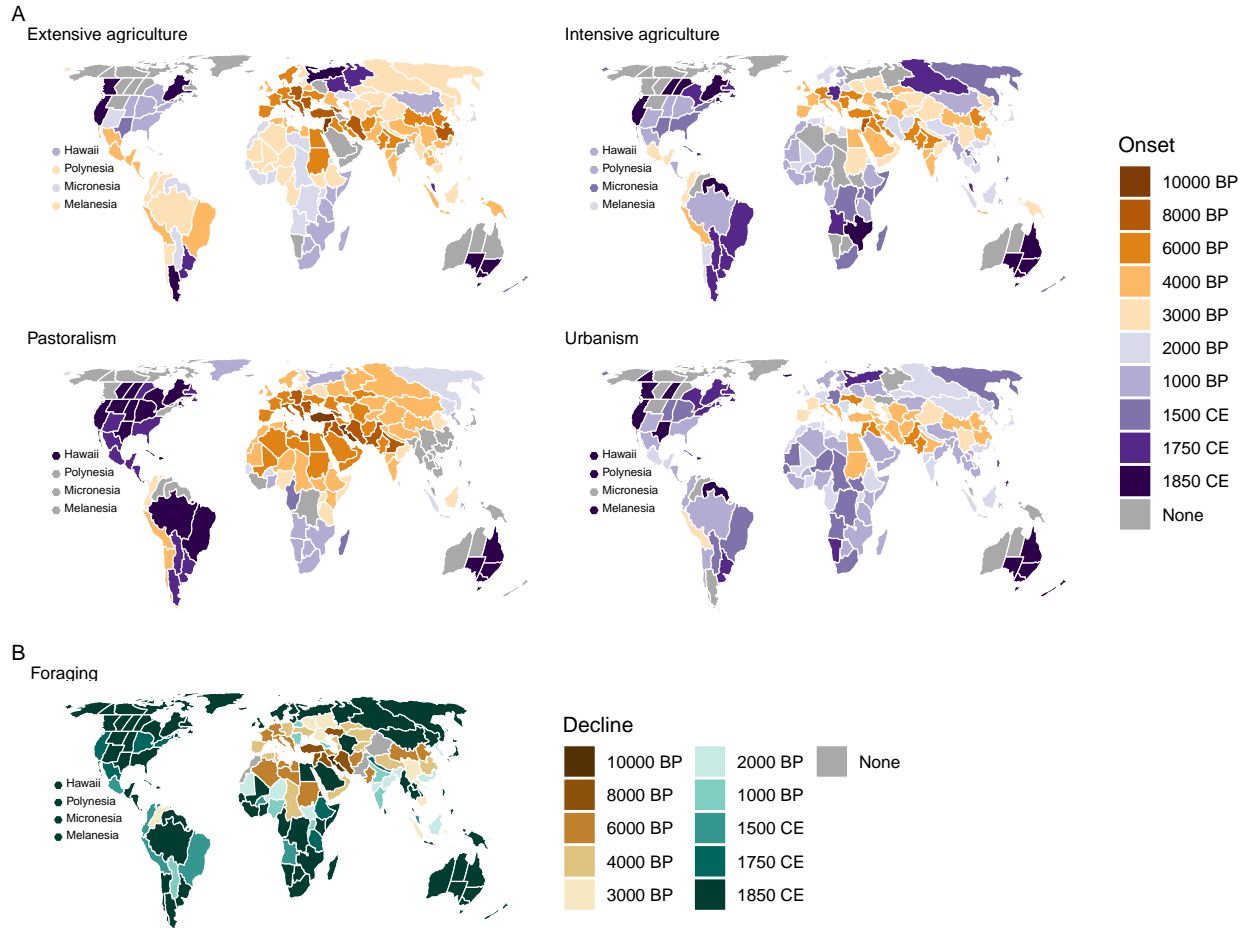 A
Extensive agriculture
Hawaii
Polynesia
Micronesia
Melanesia
Intensive agriculture
Hawaii
Polynesia
Micronesia
Melanesia
Pastoralism
Hawaii
Polynesia
Micronesia
Melanesia
Urbanism
Hawaii
Polynesia
Micronesia
Melanesia
Onset
10000 BP
8000 BP
6000 BP
4000 BP
3000 BP
2000 BP
1000 BP
1500 CE
1750 CE
1850 CE
None
B
Foraging
Hawaii
Polynesia
Micronesia
Melanesia
Decline
10000 BP
8000 BP
6000 BP
4000 BP
3000 BP
2000 BP
1000 BP
1500 CE
1750 CE
1850 CE
None